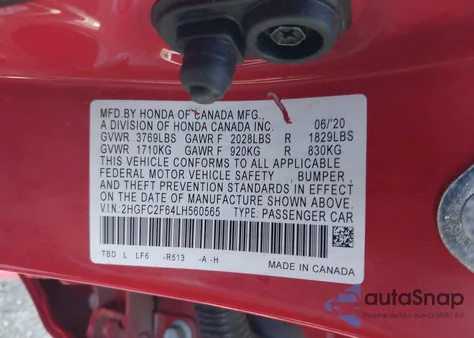 MFD.BY HONDA OF CANADA MFG.,
A DIVISION OF HONDA CANADA INC. 06/'20
GVWR 3769LBS GAWR F 2028LBS R 1829LBS
GVWR 1710KG GAWR F 920KG R 830KG
THIS VEHICLE CONFORMS TO ALL APPLICABLE
FEDERAL MOTOR VEHICLE SAFETY , BUMPER ,
AND THEFT PREVENTION STANDARDS IN EFFECT
ON THE DATE OF MANUFACTURE SHOWN ABOVE.
V.I.N: 2HGFC2F64LH560565 TYPE: PASSENGER CAR
TBD L LF6 -R513 -A -H
MADE IN CANADA
autoSnap